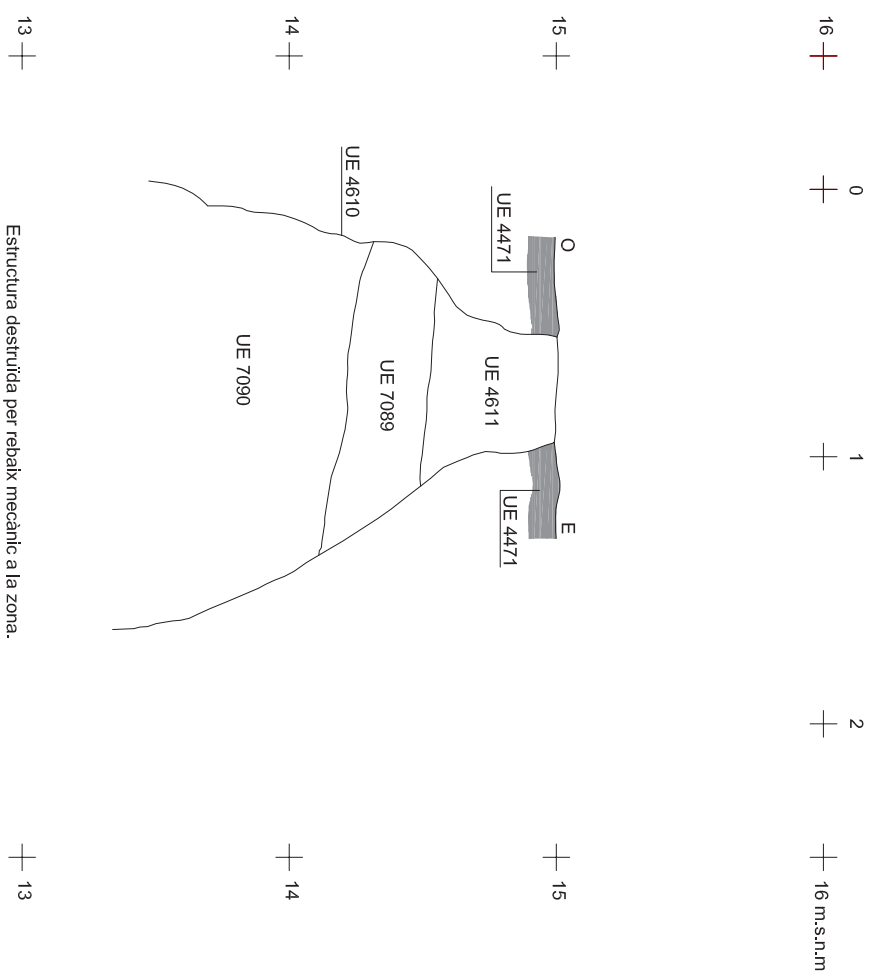 0 1 2
16 16 m.s.n.m
O E
15 15
UE 4471 UE 4611 UE 4471
UE 7089
UE 4610
14 14
UE 7090
13 13
Estructura destruïda per rebaix mecànic a la zona.